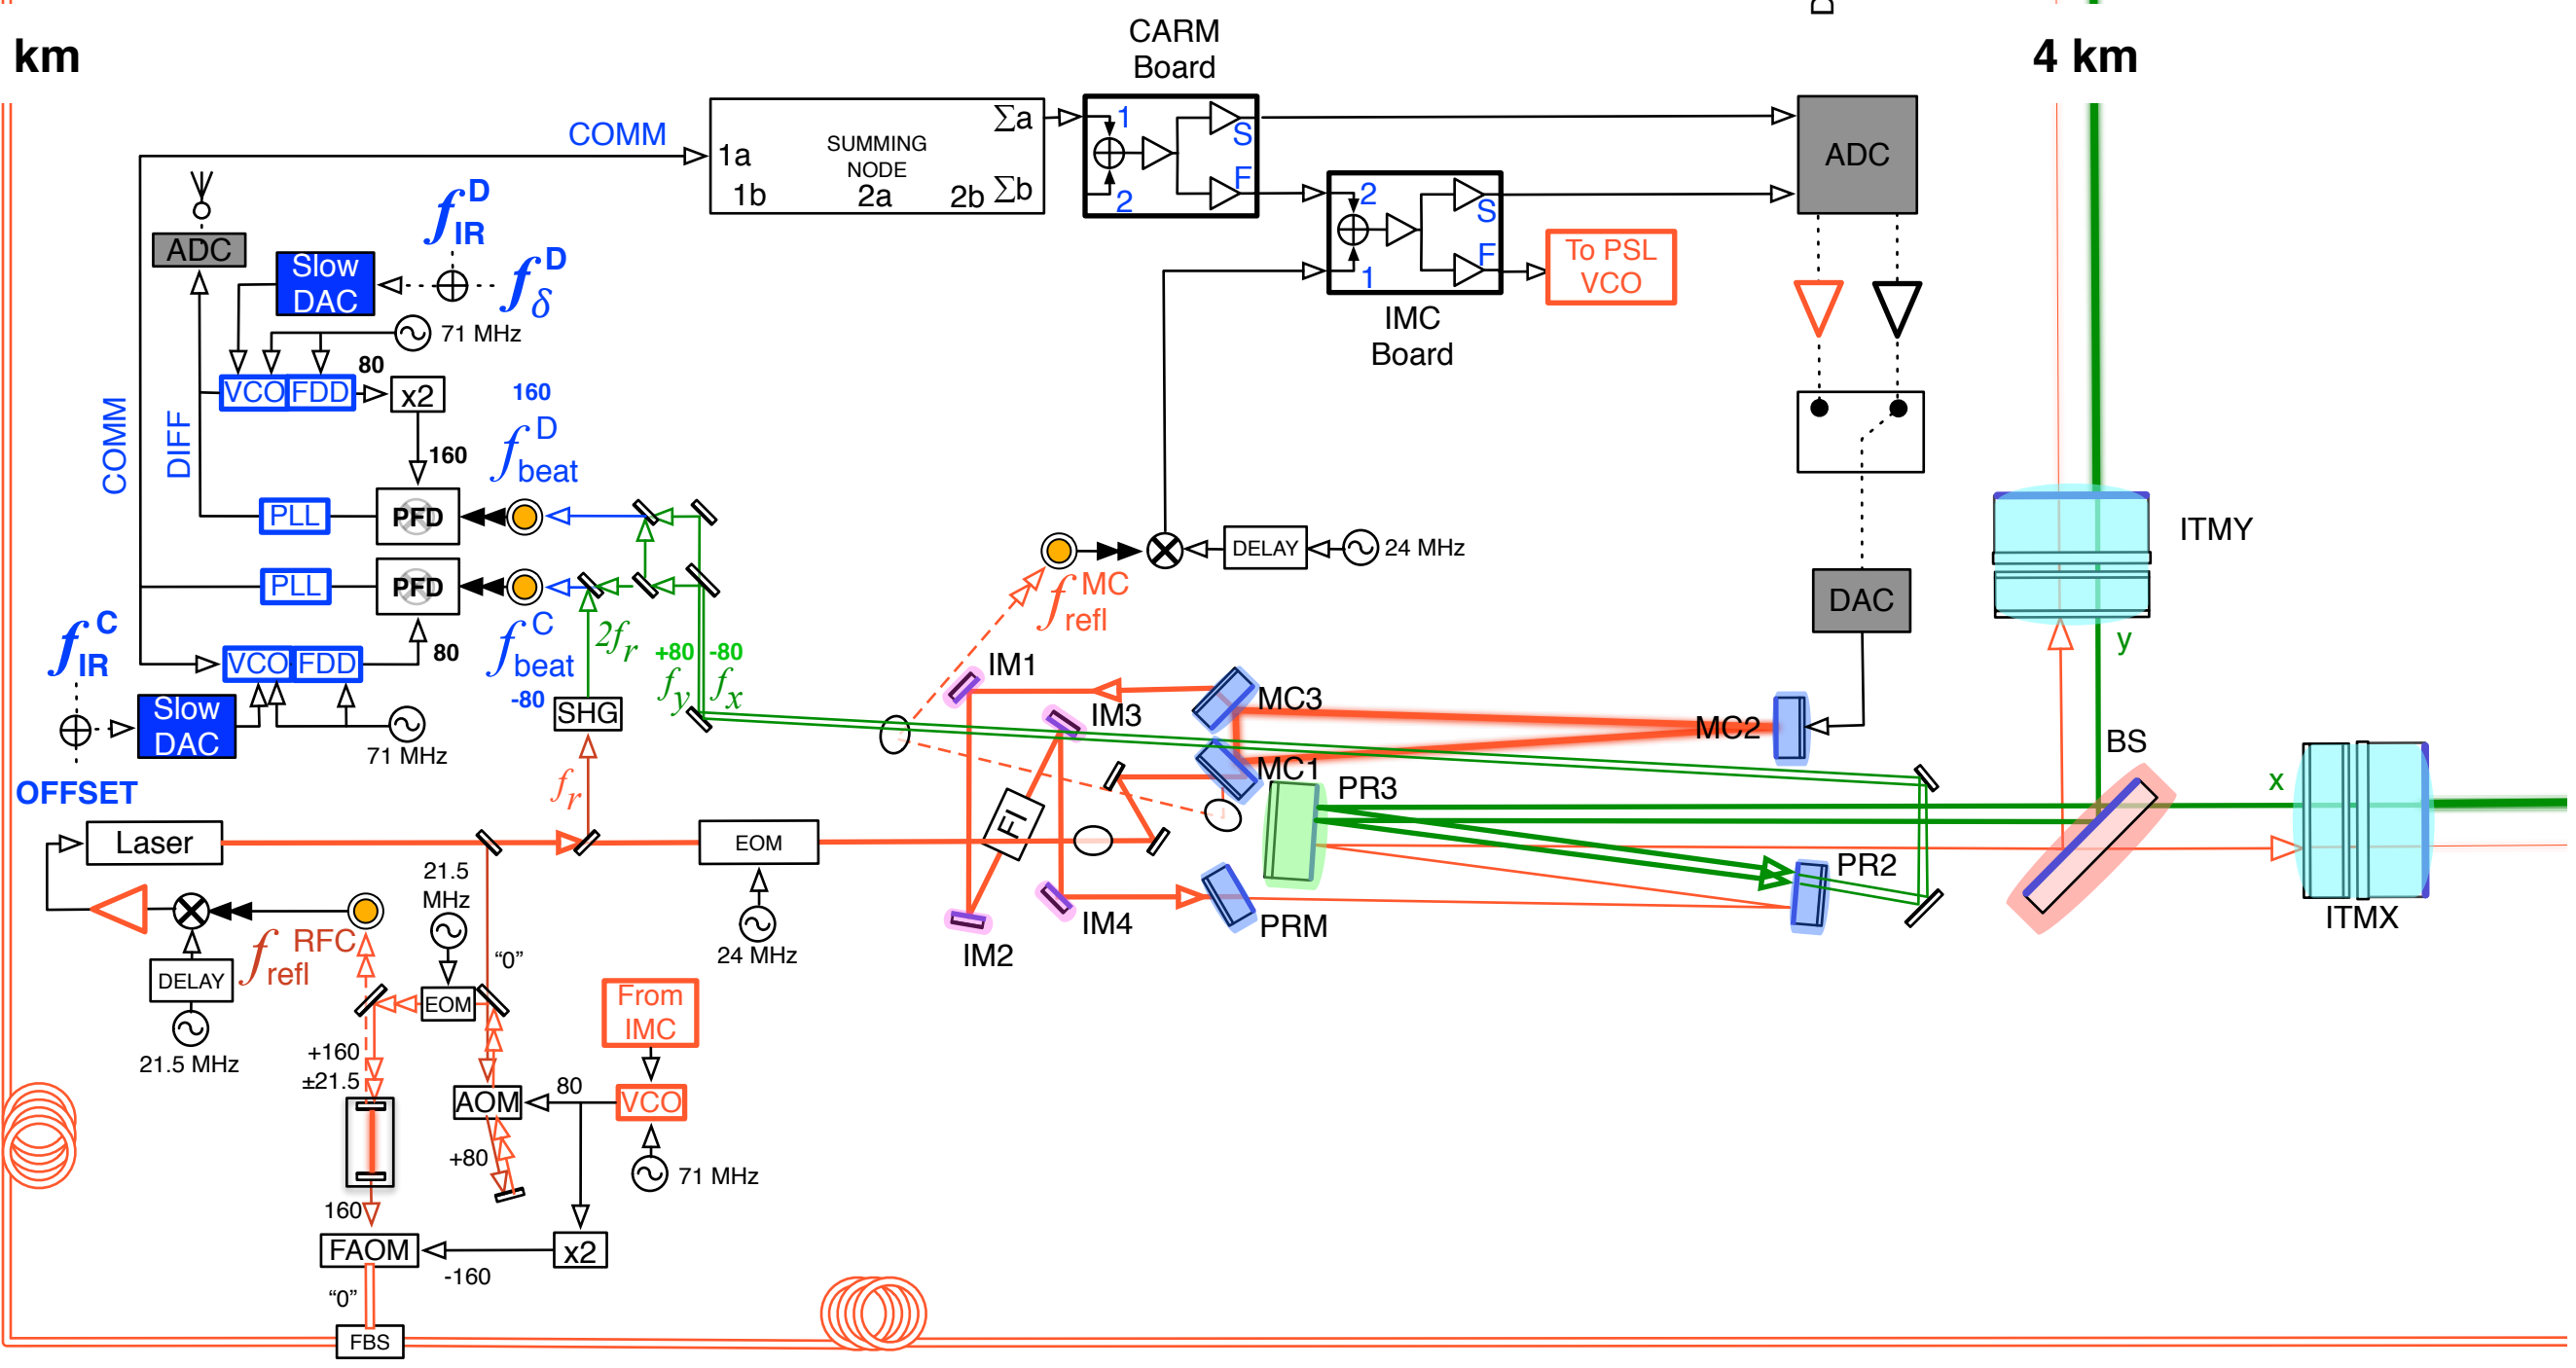 km
CARM
Board
D
4 km
COMM
1a
1b
SUMMING
NODE
2a
2b
Σa
Σb
1
2
S
F
ADC
2
1
S
F
To PSL
VCO
IMC
Board
ADC
Slow
DAC
f IR D
f δ D
71 MHz
VCO FDD
80
x2
160
160
f beat D
COMM
DIFF
PLL
PFD
PLL
PFD
f IR C
VCO FDD
80
f beat C
-80
Slow
DAC
71 MHz
OFFSET
2fr
SHG
fr
+80
-80
fy
fx
f refl MC
DELAY
24 MHz
DAC
ITMY
y
IM1
IM3
MC3
MC2
MC1
PR3
BS
x
FI
PR2
IM2
IM4
PRM
ITMX
Laser
EOM
24 MHz
21.5
MHz
f refl RFC
DELAY
21.5 MHz
"0"
EOM
From
IMC
+160
±21.5
AOM
80
VCO
+80
71 MHz
160
FAOM
-160
x2
"0"
FBS